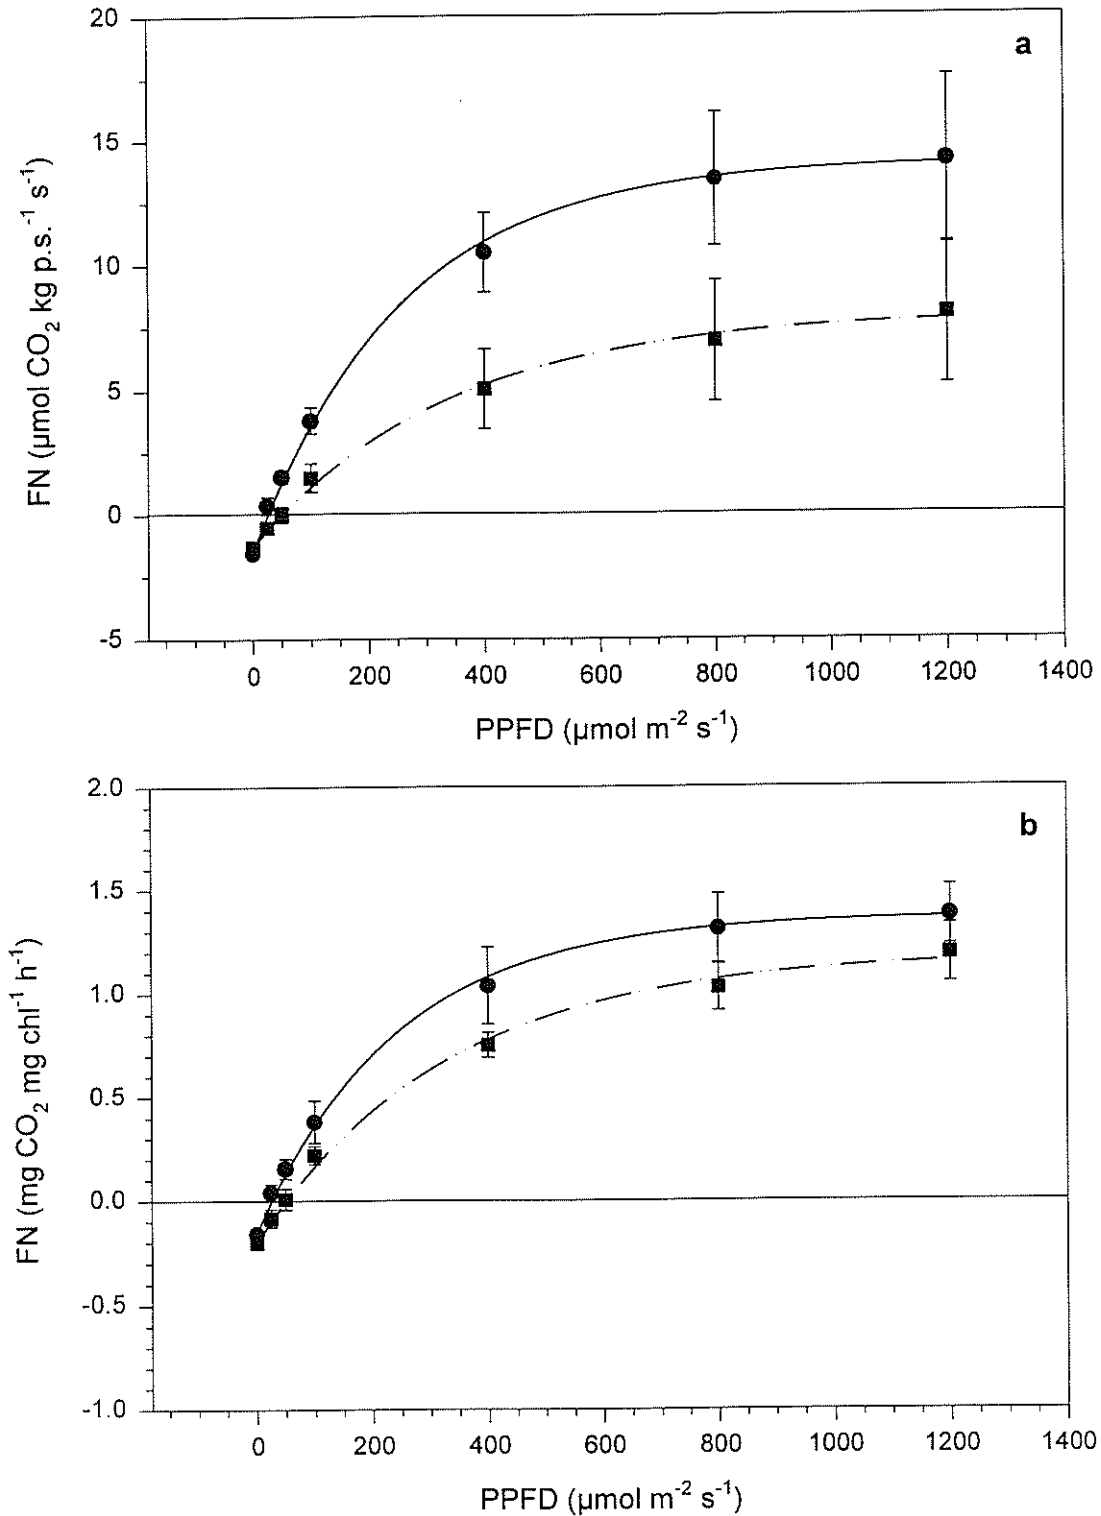 a
20
15
10
5
0
-5
FN (µmol CO₂ kg p.s.⁻¹ s⁻¹)
0 200 400 600 800 1000 1200 1400
PPFD (µmol m⁻² s⁻¹)
b
2.0
1.5
1.0
0.5
0.0
-0.5
-1.0
FN (mg CO₂ mg chl⁻¹ h⁻¹)
0 200 400 600 800 1000 1200 1400
PPFD (µmol m⁻² s⁻¹)